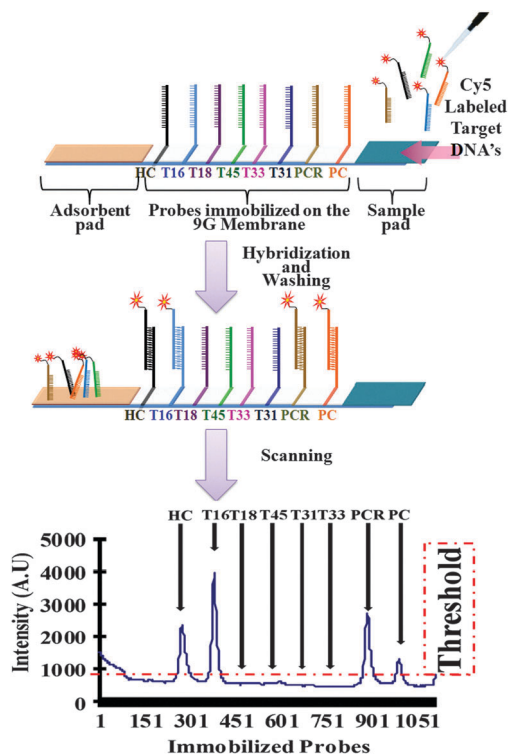 Cy5
Labeled
Target
DNA's
HC T16 T18 T45 T33 T31 PCR PC
Adsorbent
pad
Probes immobilized on the
9G Membrane
Sample
pad
Hybridization
and
Washing
HC T16 T18 T45 T33 T31 PCR PC
Scanning
HC T16 T18 T45 T31 T33 PCR PC
Threshold
Intensity (A.U)
5000
4000
3000
2000
1000
0
1 151 301 451 601 751 901 1051
Immobilized Probes